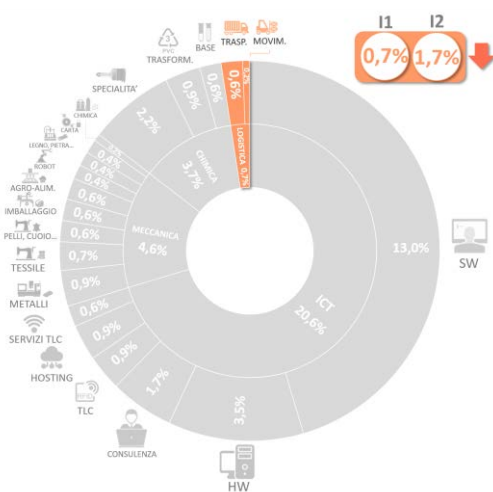 I1 I2
0,7% 1,7%
3
PVC
TRASFORM.
BASE
TRASP.
MOVIM.
SPECIALITA'
CHIMICA
CARTA
LEGNO, PIETRA...
ROBOT
AGRO-ALIM.
IMBALLAGGIO
PELLI, CUOIO...
TESSILE
METALLI
SERVIZI TLC
HOSTING
TLC
CONSULENZA
HW
SW
0,6%
0,6%
0,9%
2,2%
0,4%
0,4%
0,4%
0,6%
0,6%
0,6%
0,7%
0,9%
0,6%
0,9%
0,9%
1,7%
3,5%
13,0%
LOGISTICA 0,7%
CHIMICA
3,7%
MECCANICA
4,6%
ICT
20,6%